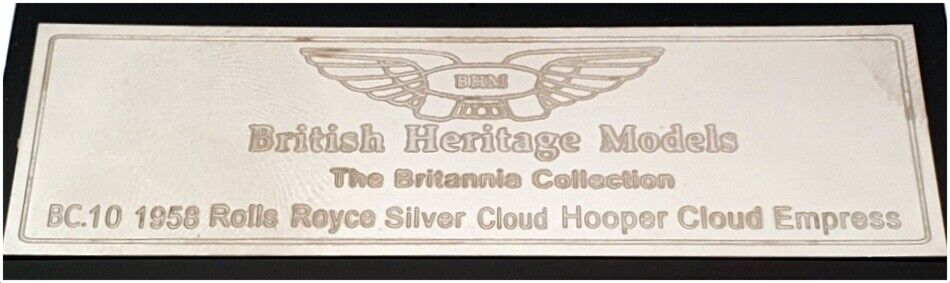 BHM
British Heritage Models
The Britannia Collection
BC.10 1958 Rolls Royce Silver Cloud Hooper Cloud Empress